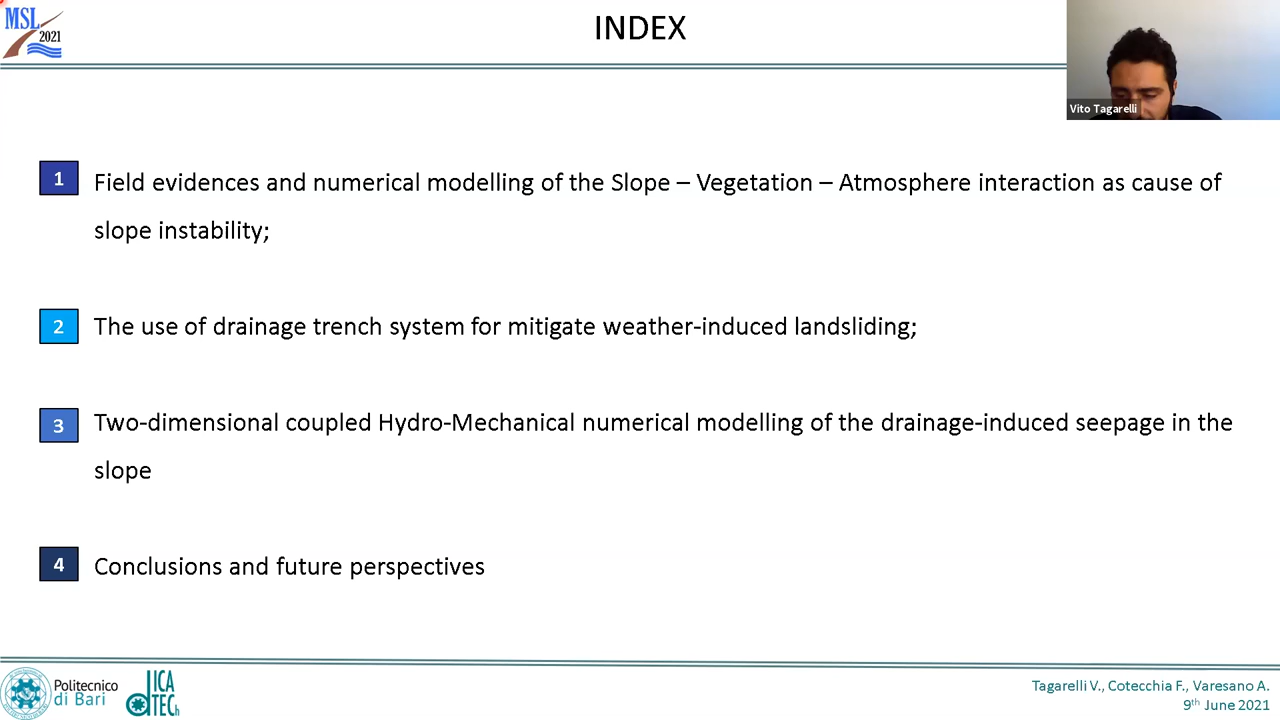 MSL
2021
INDEX
Vito Tagarelli
1 Field evidences and numerical modelling of the Slope – Vegetation – Atmosphere interaction as cause of
slope instability;
2 The use of drainage trench system for mitigate weather-induced landsliding;
3 Two-dimensional coupled Hydro-Mechanical numerical modelling of the drainage-induced seepage in the
slope
4 Conclusions and future perspectives
Politecnico
di Bari
DICA
TECh
Tagarelli V., Cotecchia F., Varesano A.
9th June 2021